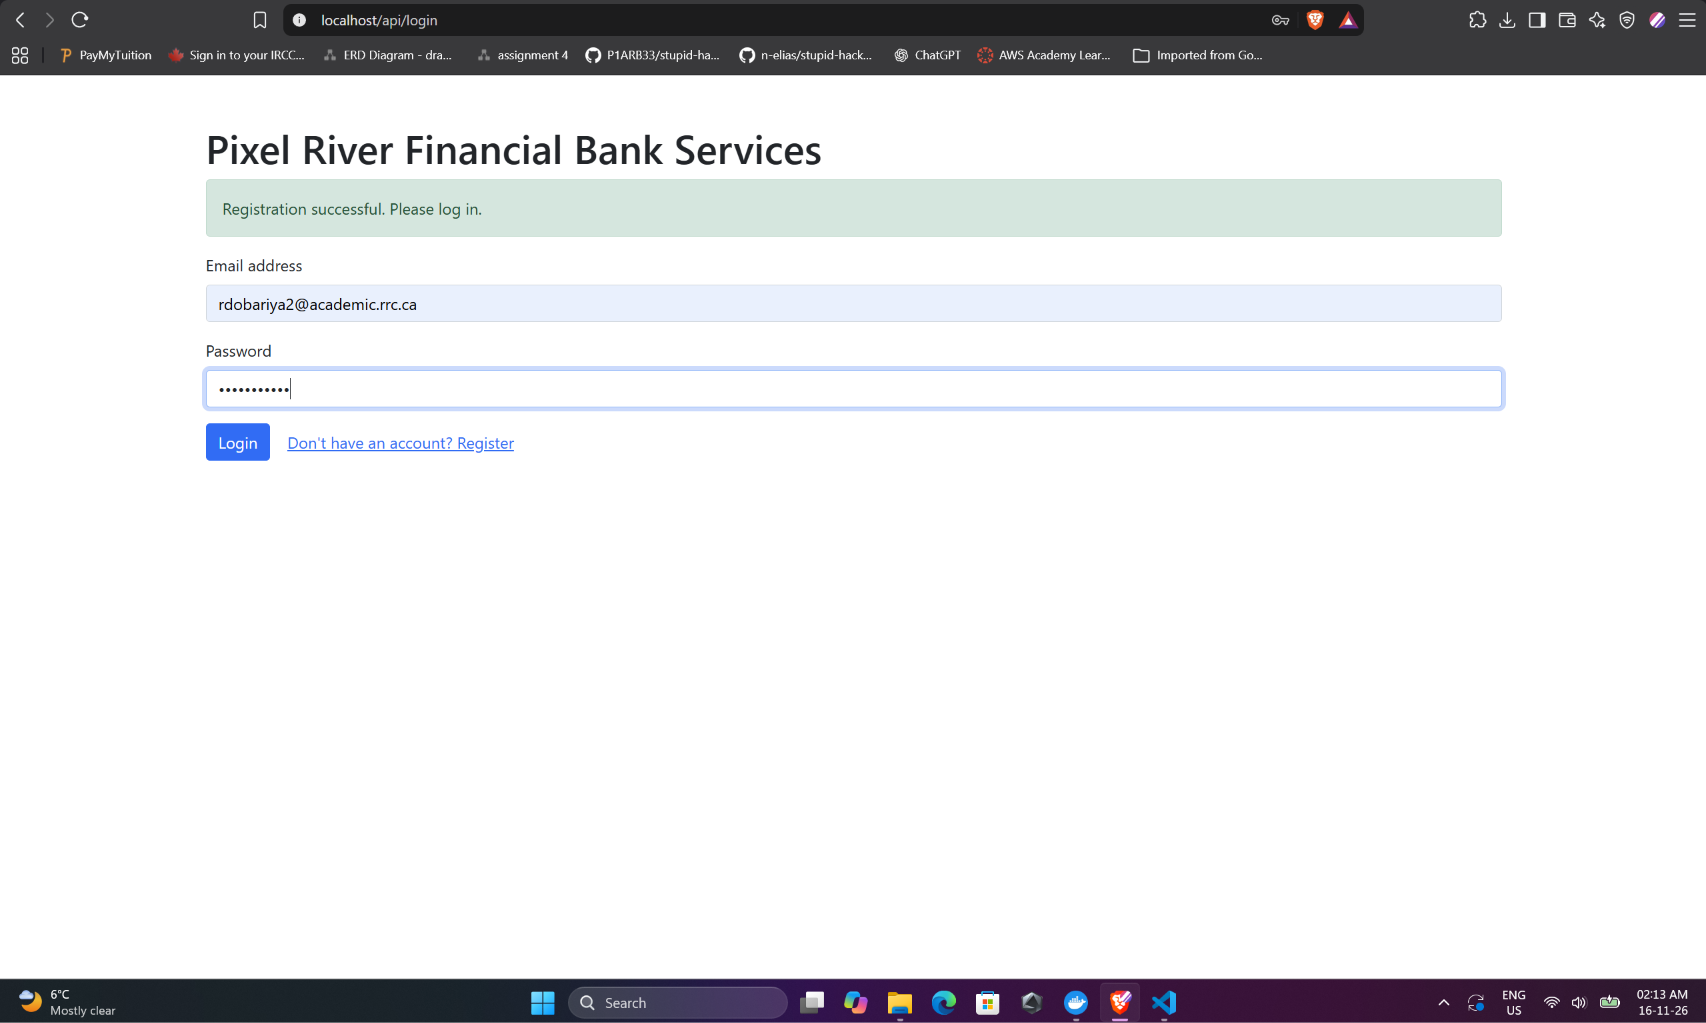 localhost/api/login
PayMyTuition
Sign in to your IRCC...
ERD Diagram - dra...
assignment 4
P1ARB33/stupid-ha...
n-elias/stupid-hack...
ChatGPT
AWS Academy Lear...
Imported from Go...
Pixel River Financial Bank Services
Registration successful. Please log in.
Email address
rdobariya2@academic.rrc.ca
Password
•••••••••••
Login
Don't have an account? Register
6°C
Mostly clear
Search
ENG
US
02:13 AM
16-11-26